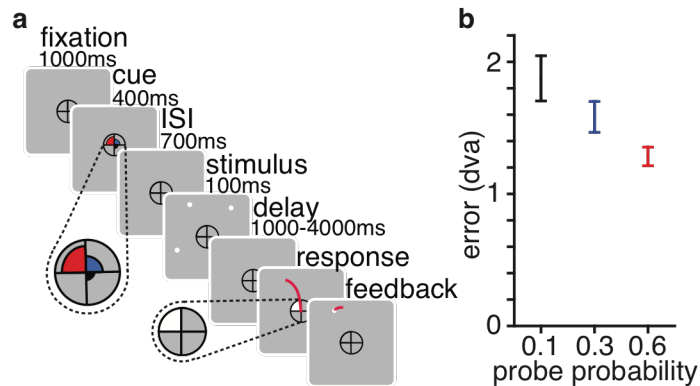 a
fixation
1000ms
cue
400ms
ISI
700ms
stimulus
100ms
delay
1000-4000ms
response
feedback
b
error (dva)
2
1
0
0.1 0.3 0.6
probe probability